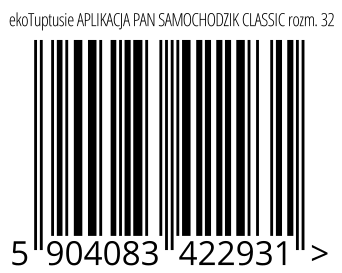 ekoTuptusie APLIKACJA PAN SAMOCHODZIK CLASSIC rozm. 32
5 904083 422931 >